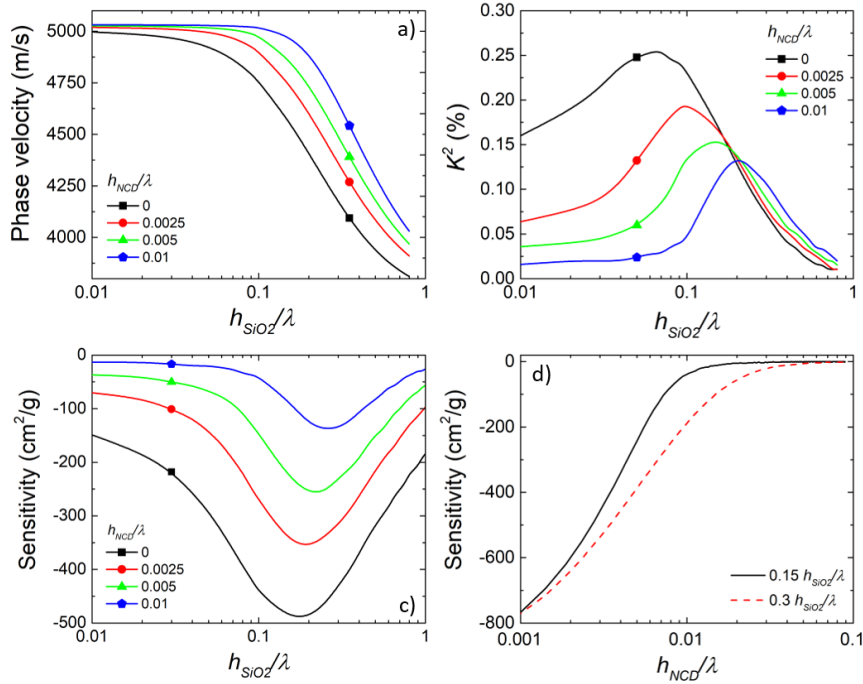 a)
5000
4750
4500
4250
4000
Phase velocity (m/s)
h_NCD/λ
0
0.0025
0.005
0.01
0.01
0.1
1
h_SiO2/λ
0.30
0.25
0.20
0.15
0.10
0.05
0.00
K² (%)
h_NCD/λ
0
0.0025
0.005
0.01
0.01
0.1
1
h_SiO2/λ
0
-100
-200
-300
-400
-500
Sensitivity (cm²/g)
h_NCD/λ
0
0.0025
0.005
0.01
c)
0.01
0.1
1
h_SiO2/λ
d)
0
-200
-400
-600
-800
Sensitivity (cm²/g)
0.15 h_SiO2/λ
0.3 h_SiO2/λ
0.001
0.01
0.1
h_NCD/λ